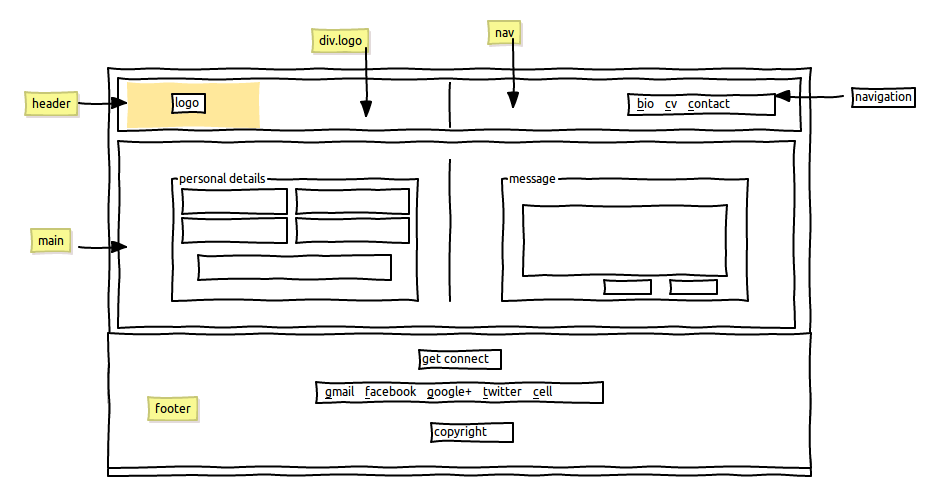 div.logo
nav
header
logo
bio cv contact
navigation
personal details
message
main
get connect
gmail facebook google+ twitter cell
footer
copyright